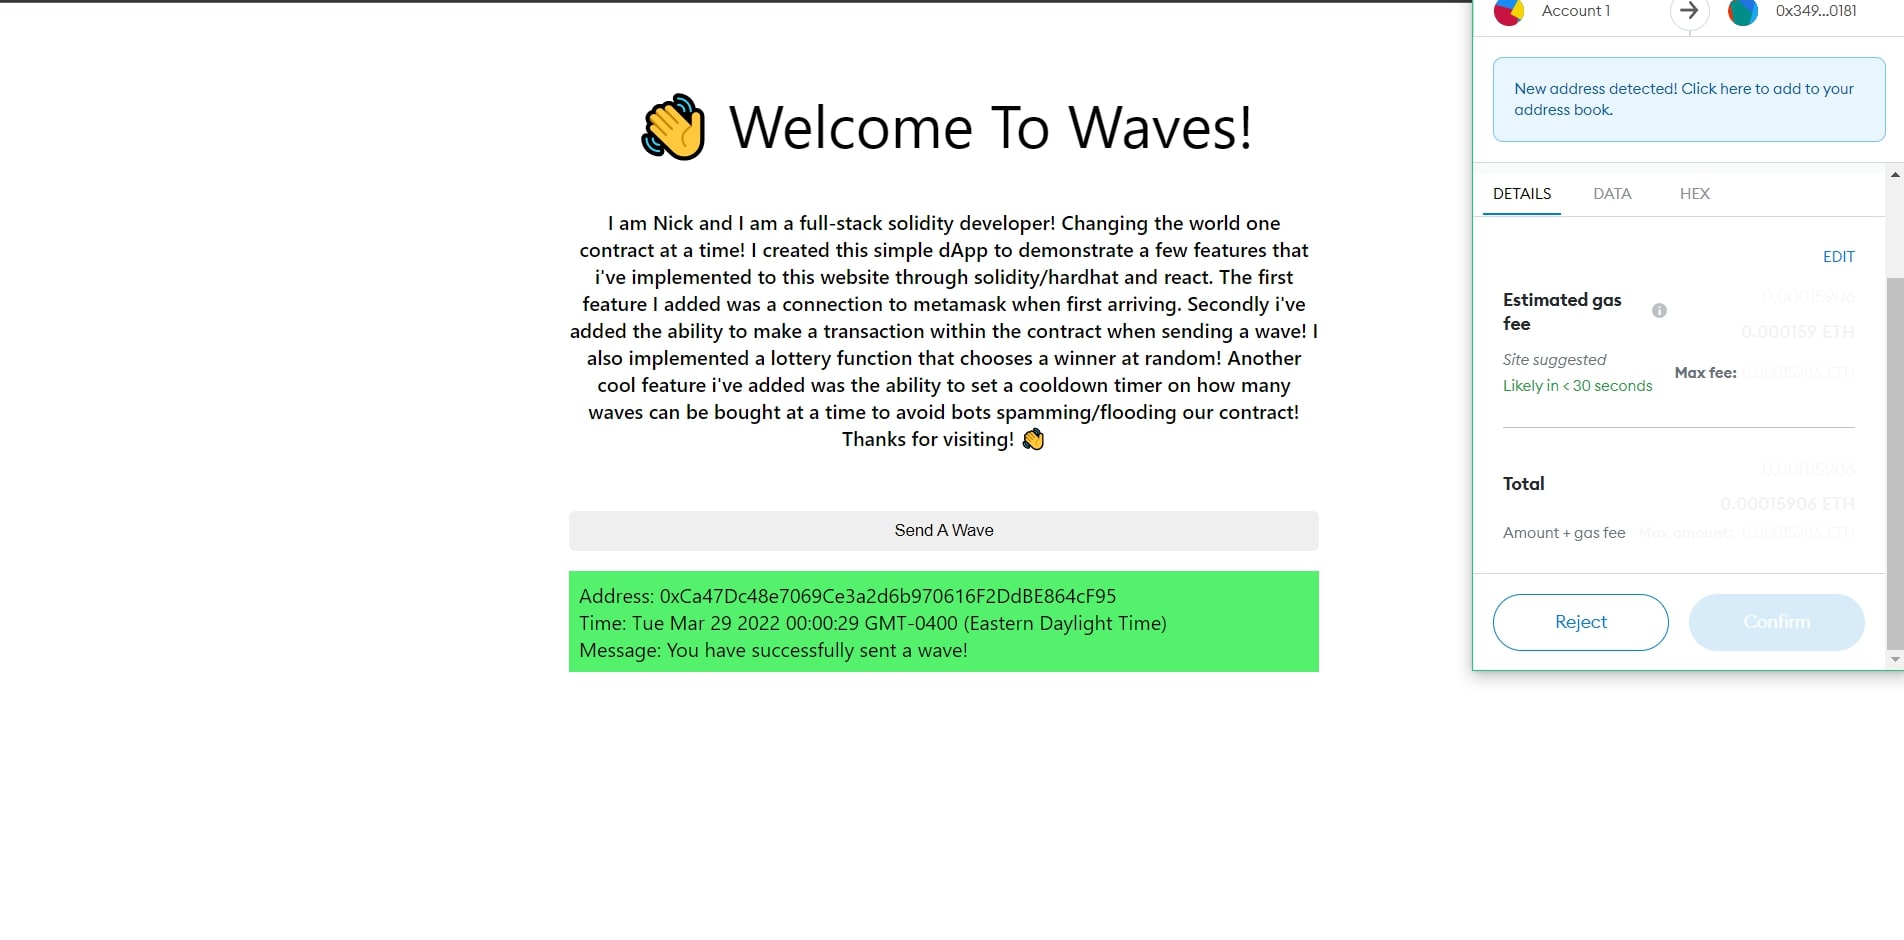 Account 1
0x349...0181
New address detected! Click here to add to your
address book.
DETAILS
DATA
HEX
EDIT
Estimated gas
fee
0.00015906
0.000159 ETH
Site suggested
Likely in < 30 seconds
Max fee: 0.00015906 ETH
Total
0.00015906
0.00015906 ETH
Amount + gas fee
Max amount: 0.00015906 ETH
Reject
Confirm
👋 Welcome To Waves!
I am Nick and I am a full-stack solidity developer! Changing the world one
contract at a time! I created this simple dApp to demonstrate a few features that
i've implemented to this website through solidity/hardhat and react. The first
feature I added was a connection to metamask when first arriving. Secondly i've
added the ability to make a transaction within the contract when sending a wave! I
also implemented a lottery function that chooses a winner at random! Another
cool feature i've added was the ability to set a cooldown timer on how many
waves can be bought at a time to avoid bots spamming/flooding our contract!
Thanks for visiting! 👋
Send A Wave
Address: 0xCa47Dc48e7069Ce3a2d6b970616F2DdBE864cF95
Time: Tue Mar 29 2022 00:00:29 GMT-0400 (Eastern Daylight Time)
Message: You have successfully sent a wave!